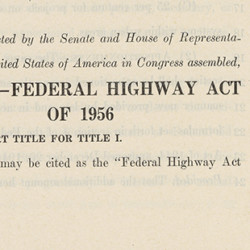 cted by the Senate and House of Representa-
nited States of America in Congress assembled,
—FEDERAL HIGHWAY ACT
OF 1956
RT TITLE FOR TITLE I.
may be cited as the “Federal Highway Act